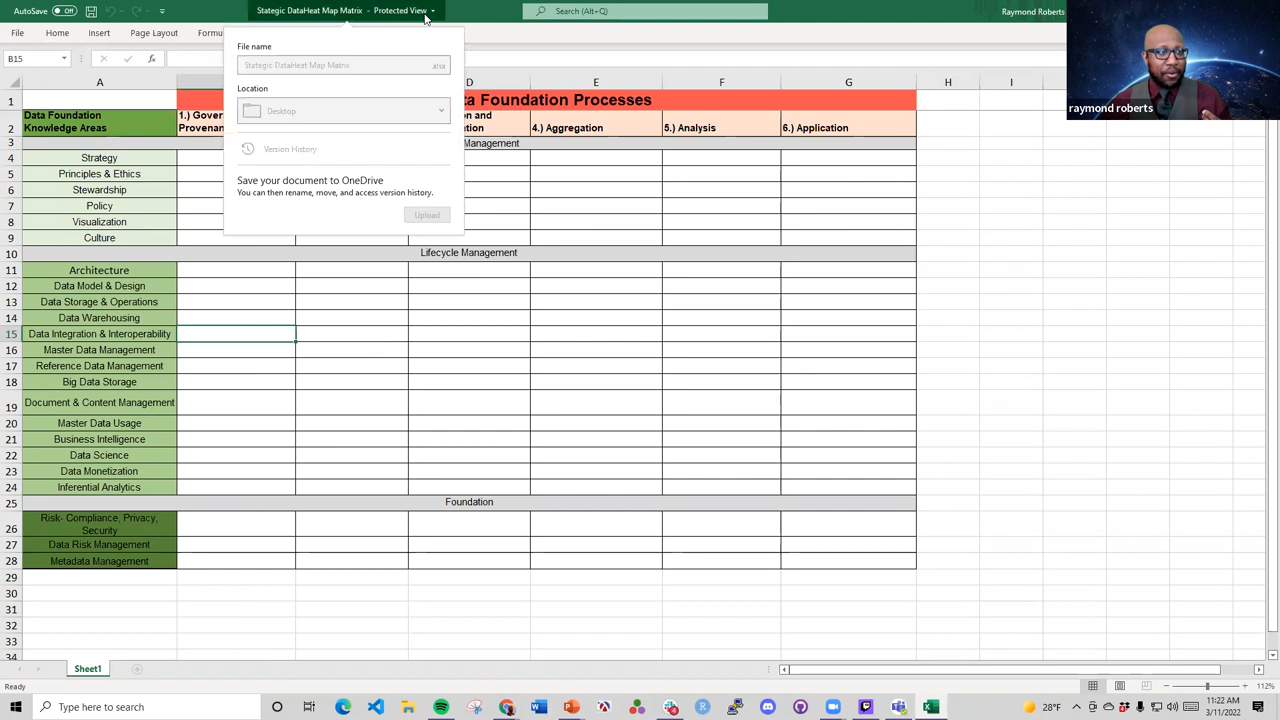 AutoSave Off
Stategic DataHeat Map Matrix - Protected View
Search (Alt+Q)
Raymond Roberts
File
Home
Insert
Page Layout
Formu
B15
fx
File name
Stategic DataHeat Map Matrix .xlsx
Location
Desktop
Version History
Save your document to OneDrive
You can then rename, move, and access version history.
Upload
raymond roberts
A
D
E
F
G
H
I
1
ta Foundation Processes
2
Data Foundation
Knowledge Areas
1.) Gover
Provenan
on and
tation
4.) Aggregation
5.) Analysis
6.) Application
3
Management
4 Strategy
5 Principles & Ethics
6 Stewardship
7 Policy
8 Visualization
9 Culture
10 Lifecycle Management
11 Architecture
12 Data Model & Design
13 Data Storage & Operations
14 Data Warehousing
15 Data Integration & Interoperability
16 Master Data Management
17 Reference Data Management
18 Big Data Storage
19 Document & Content Management
20 Master Data Usage
21 Business Intelligence
22 Data Science
23 Data Monetization
24 Inferential Analytics
25 Foundation
26 Risk- Compliance, Privacy,
Security
27 Data Risk Management
28 Metadata Management
29
30
31
32
33
34
Sheet1
Ready
112%
Type here to search
28°F
11:22 AM
3/11/2022